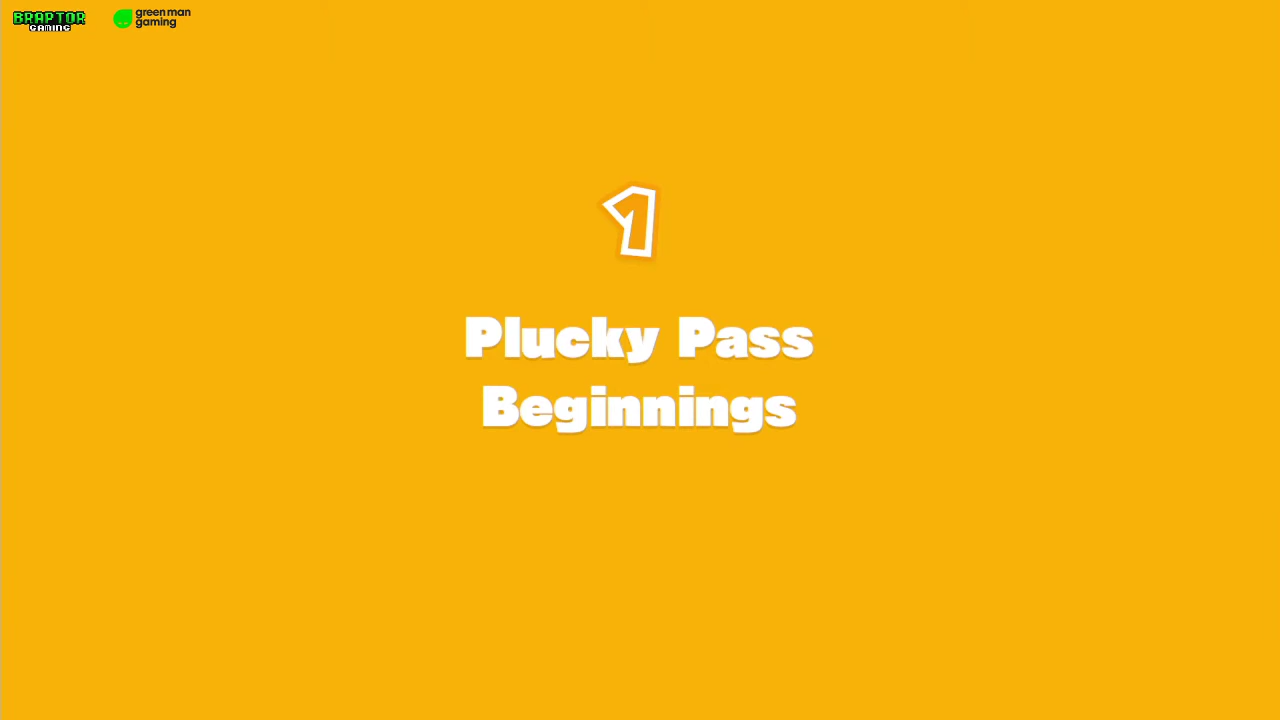 BRAPTOR
GAMING
green man
gaming
1
Plucky Pass
Beginnings